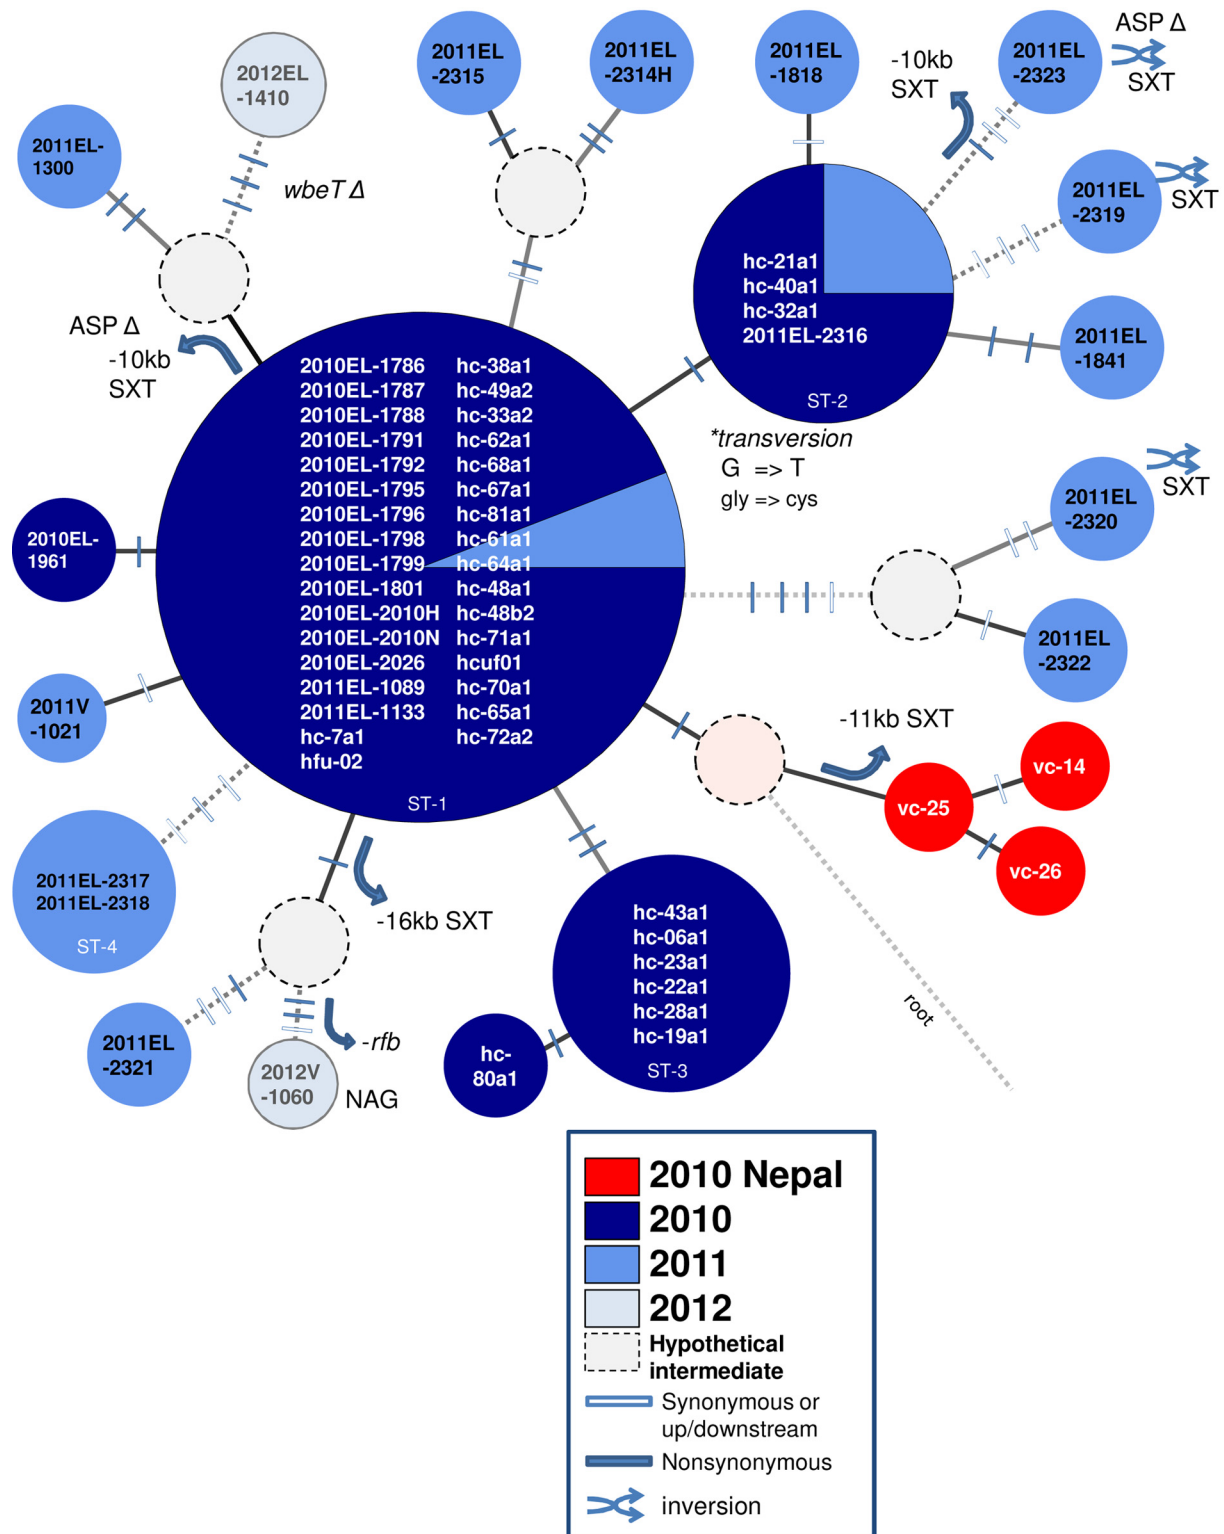 2011EL
-2315
2011EL
-2314H
2011EL
-1818
-10kb
SXT
2011EL
-2323
ASP Δ
SXT
2012EL
-1410
2011EL-
1300
wbeT Δ
2011EL
-2319
SXT
ASP Δ
-10kb
SXT
hc-21a1
hc-40a1
hc-32a1
2011EL-2316
ST-2
2011EL
-1841
*transversion
G => T
gly => cys
2010EL-1786 hc-38a1
2010EL-1787 hc-49a2
2010EL-1788 hc-33a2
2010EL-1791 hc-62a1
2010EL-1792 hc-68a1
2010EL-1795 hc-67a1
2010EL-1796 hc-81a1
2010EL-1798 hc-61a1
2010EL-1799 hc-64a1
2010EL-1801 hc-48a1
2010EL-2010H hc-48b2
2010EL-2010N hc-71a1
2010EL-2026 hcuf01
2011EL-1089 hc-70a1
2011EL-1133 hc-65a1
hc-7a1 hc-72a2
hfu-02
ST-1
2010EL-
1961
2011EL
-2320
SXT
2011EL
-2322
2011V
-1021
-11kb SXT
vc-14
vc-25
vc-26
2011EL-2317
2011EL-2318
ST-4
-16kb SXT
hc-43a1
hc-06a1
hc-23a1
hc-22a1
hc-28a1
hc-19a1
ST-3
root
2011EL
-2321
-rfb
2012V
-1060
NAG
hc-
80a1
2010 Nepal
2010
2011
2012
Hypothetical
intermediate
Synonymous or
up/downstream
Nonsynonymous
inversion